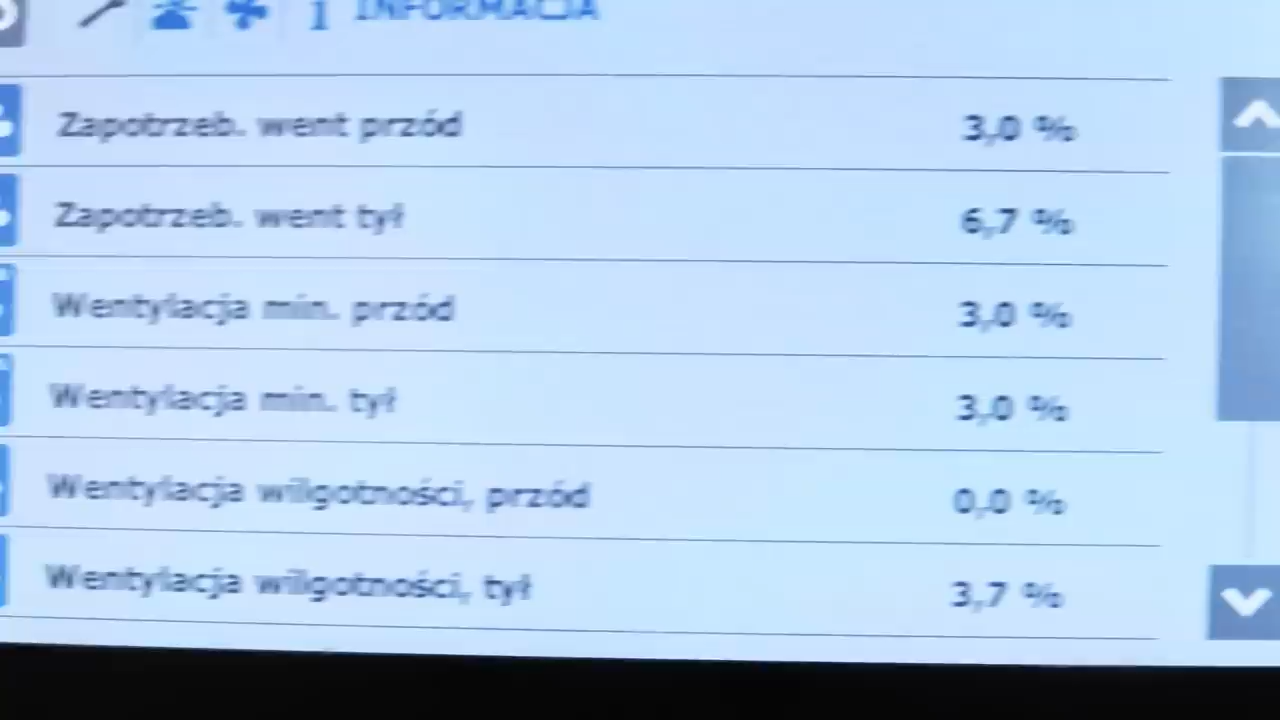 INFORMACJA
Zapotrzeb. went przód 3,0 %
Zapotrzeb. went tył 6,7 %
Wentylacja min. przód 3,0 %
Wentylacja min. tył 3,0 %
Wentylacja wilgotności, przód 0,0 %
Wentylacja wilgotności, tył 3,7 %